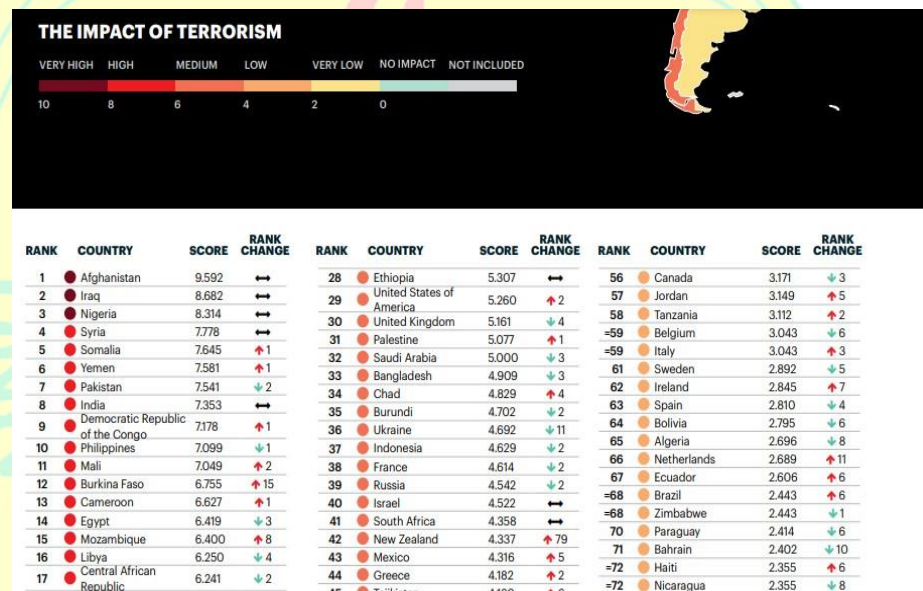 THE IMPACT OF TERRORISM
VERY HIGH HIGH MEDIUM LOW VERY LOW NO IMPACT NOT INCLUDED
10 8 6 4 2 0
RANK COUNTRY SCORE RANK CHANGE
1 Afghanistan 9.592 ↔
2 Iraq 8.682 ↔
3 Nigeria 8.314 ↔
4 Syria 7.778 ↔
5 Somalia 7.645 ↑ 1
6 Yemen 7.581 ↑ 1
7 Pakistan 7.541 ↓ 2
8 India 7.353 ↔
9 Democratic Republic of the Congo 7.178 ↑ 1
10 Philippines 7.099 ↓ 1
11 Mali 7.049 ↑ 2
12 Burkina Faso 6.755 ↑ 15
13 Cameroon 6.627 ↑ 1
14 Egypt 6.419 ↓ 3
15 Mozambique 6.400 ↑ 8
16 Libya 6.250 ↓ 4
17 Central African Republic 6.241 ↓ 2
RANK COUNTRY SCORE RANK CHANGE
28 Ethiopia 5.307 ↔
29 United States of America 5.260 ↑ 2
30 United Kingdom 5.161 ↓ 4
31 Palestine 5.077 ↑ 1
32 Saudi Arabia 5.000 ↓ 3
33 Bangladesh 4.909 ↓ 3
34 Chad 4.829 ↑ 4
35 Burundi 4.702 ↓ 2
36 Ukraine 4.692 ↓ 11
37 Indonesia 4.629 ↓ 2
38 France 4.614 ↓ 2
39 Russia 4.542 ↓ 2
40 Israel 4.522 ↔
41 South Africa 4.358 ↔
42 New Zealand 4.337 ↑ 79
43 Mexico 4.316 ↑ 5
44 Greece 4.182 ↑ 2
RANK COUNTRY SCORE RANK CHANGE
56 Canada 3.171 ↓ 3
57 Jordan 3.149 ↑ 5
58 Tanzania 3.112 ↑ 2
=59 Belgium 3.043 ↓ 6
=59 Italy 3.043 ↑ 3
61 Sweden 2.892 ↓ 5
62 Ireland 2.845 ↑ 7
63 Spain 2.810 ↓ 4
64 Bolivia 2.795 ↓ 6
65 Algeria 2.696 ↓ 8
66 Netherlands 2.689 ↑ 11
67 Ecuador 2.606 ↑ 6
=68 Brazil 2.443 ↑ 6
=68 Zimbabwe 2.443 ↓ 1
70 Paraguay 2.414 ↓ 6
71 Bahrain 2.402 ↓ 10
=72 Haiti 2.355 ↑ 6
=72 Nicaragua 2.355 ↓ 8